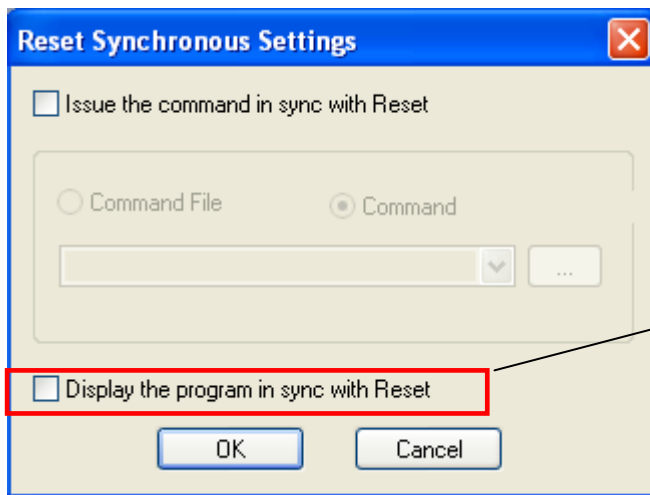 Reset Synchronous Settings
Issue the command in sync with Reset
Command File Command
...
Display the program in sync with Reset
OK Cancel